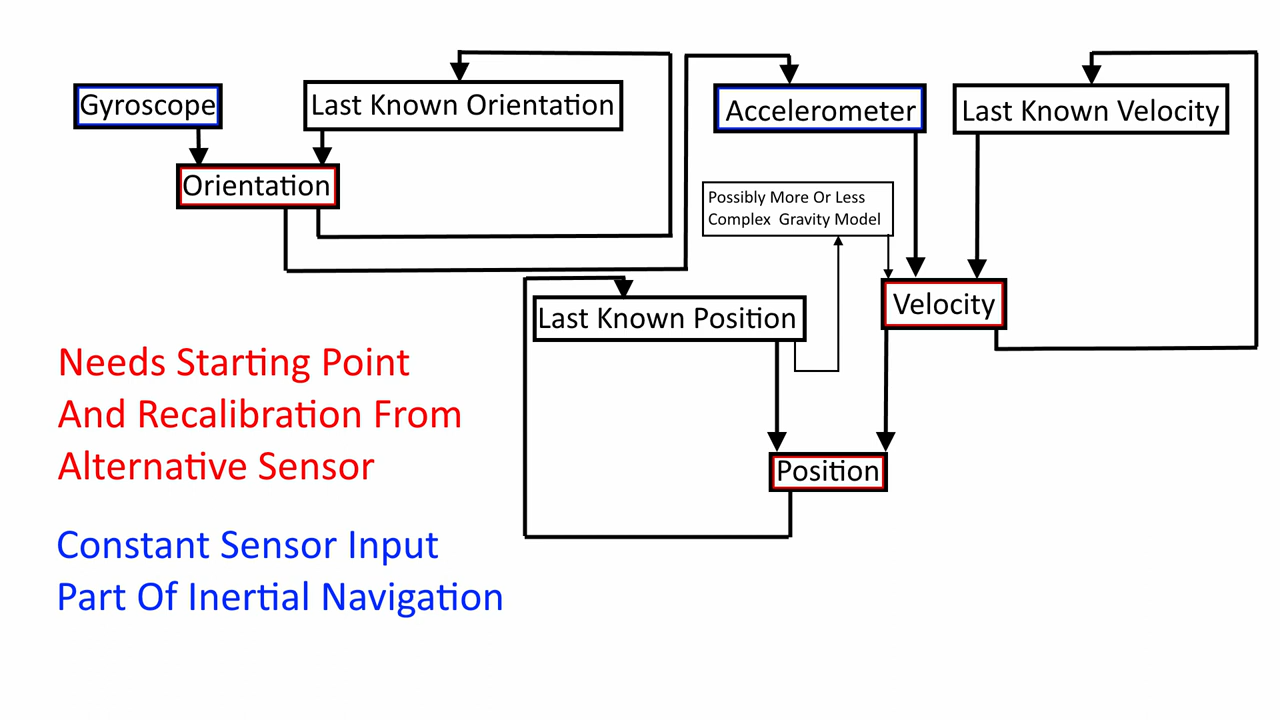 Gyroscope
Last Known Orientation
Accelerometer
Last Known Velocity
Orientation
Possibly More Or Less
Complex Gravity Model
Velocity
Last Known Position
Needs Starting Point
And Recalibration From
Alternative Sensor
Position
Constant Sensor Input
Part Of Inertial Navigation